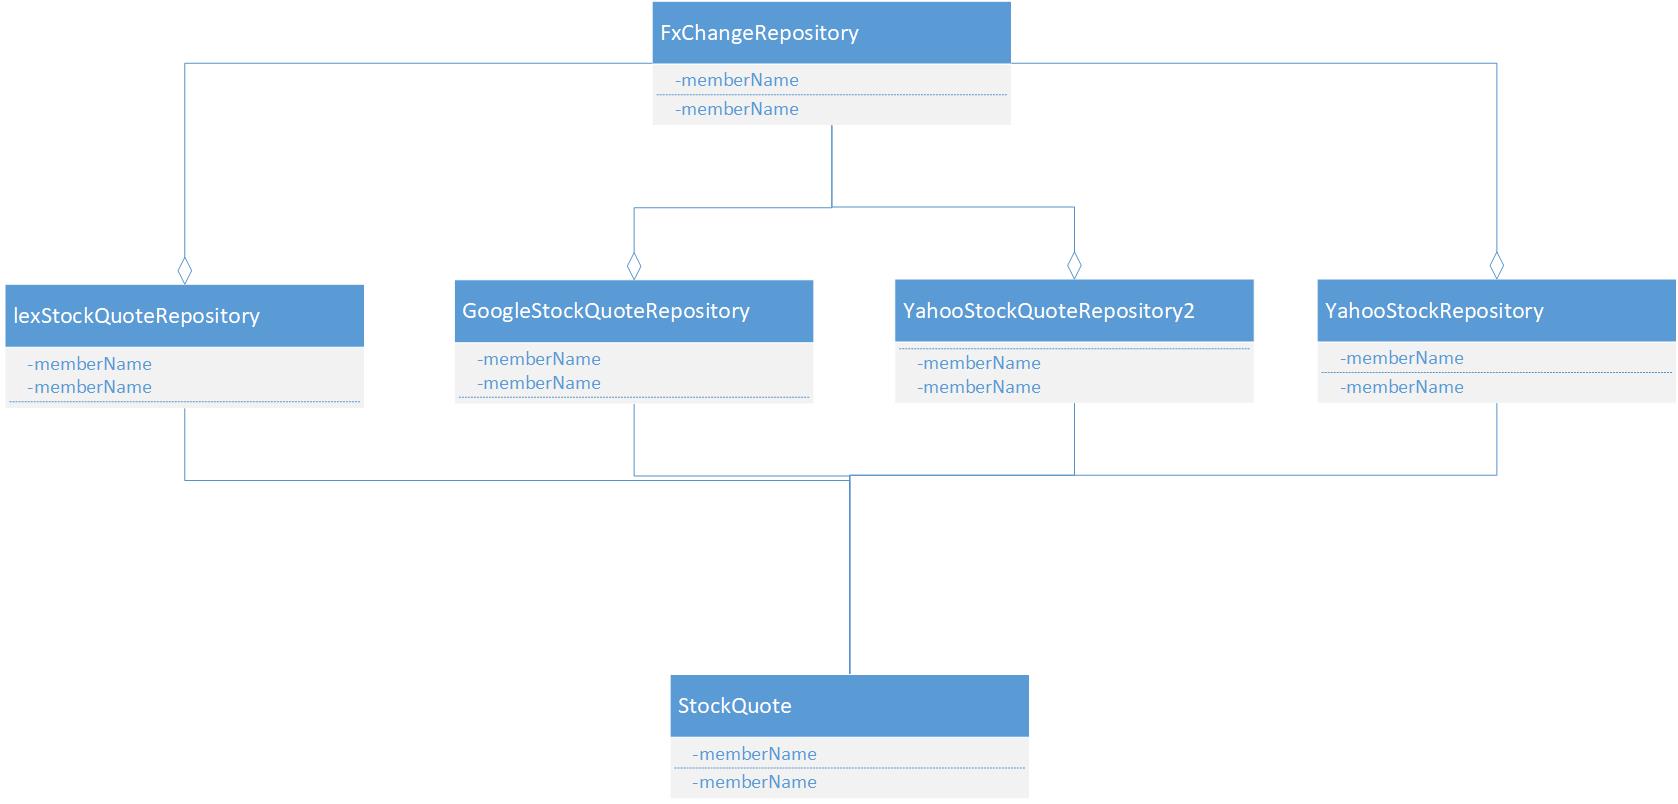 FxChangeRepository
-memberName
-memberName
IexStockQuoteRepository
-memberName
-memberName
GoogleStockQuoteRepository
-memberName
-memberName
YahooStockQuoteRepository2
-memberName
-memberName
YahooStockRepository
-memberName
-memberName
StockQuote
-memberName
-memberName